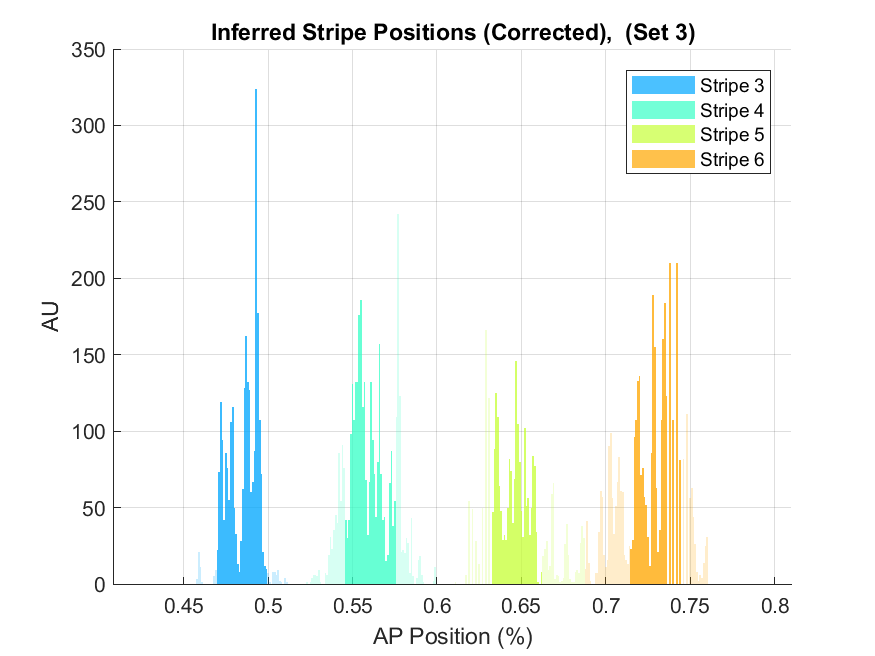 Inferred Stripe Positions (Corrected),  (Set 3)
350
300
250
200
150
100
50
0
AU
Stripe 3
Stripe 4
Stripe 5
Stripe 6
0.45
0.5
0.55
0.6
0.65
0.7
0.75
0.8
AP Position (%)